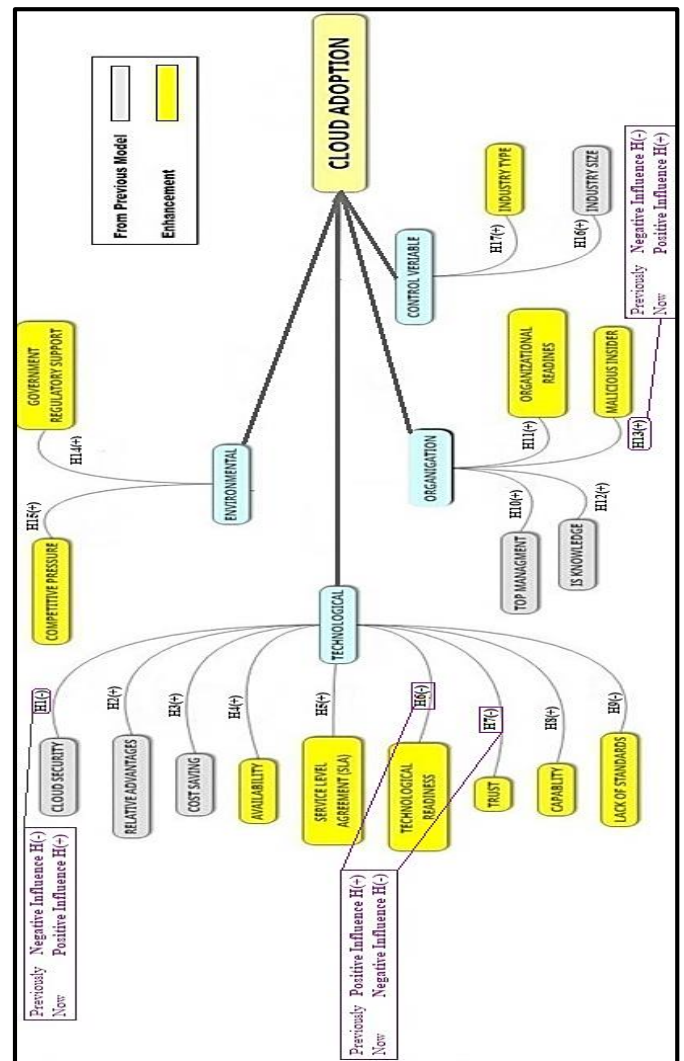 CLOUD ADOPTION
From Previous Model
Enhancement
ENVIRONMENTAL
H14(+)
GOVERNMENT
REGULATORY SUPPORT
H15(+)
COMPETITIVE PRESSURE
CONTROL VERIABLE
H17(+)
INDUSTRY TYPE
H16(+)
INDUSTRY SIZE
ORGANIGATION
H11(+)
ORGANIZATIONAL
READINES
H13(+)
MALICIOUS INSIDER
H10(+)
TOP MANAGMENT
H12(+)
IS KNOWLEDGE
Previously Negative Influence H(-)
Now Positive Influence H(+)
TECHNOLOGICAL
H1(-)
CLOUD SECURITY
H2(+)
RELATIVE ADVANTAGES
H3(+)
COST SAVING
H4(+)
AVAILABILITY
H5(+)
SERVICE LEVEL
AGREEMENT (SLA)
H6(-)
TECHNOLOGICAL
READINESS
H7(-)
TRUST
H8(+)
CAPABLITY
H9(-)
LACK OF STANDARDS
Previously Negative Influence H(-)
Now Positive Influence H(+)
Previously Positive Influence H(+)
Now Negative Influence H(-)